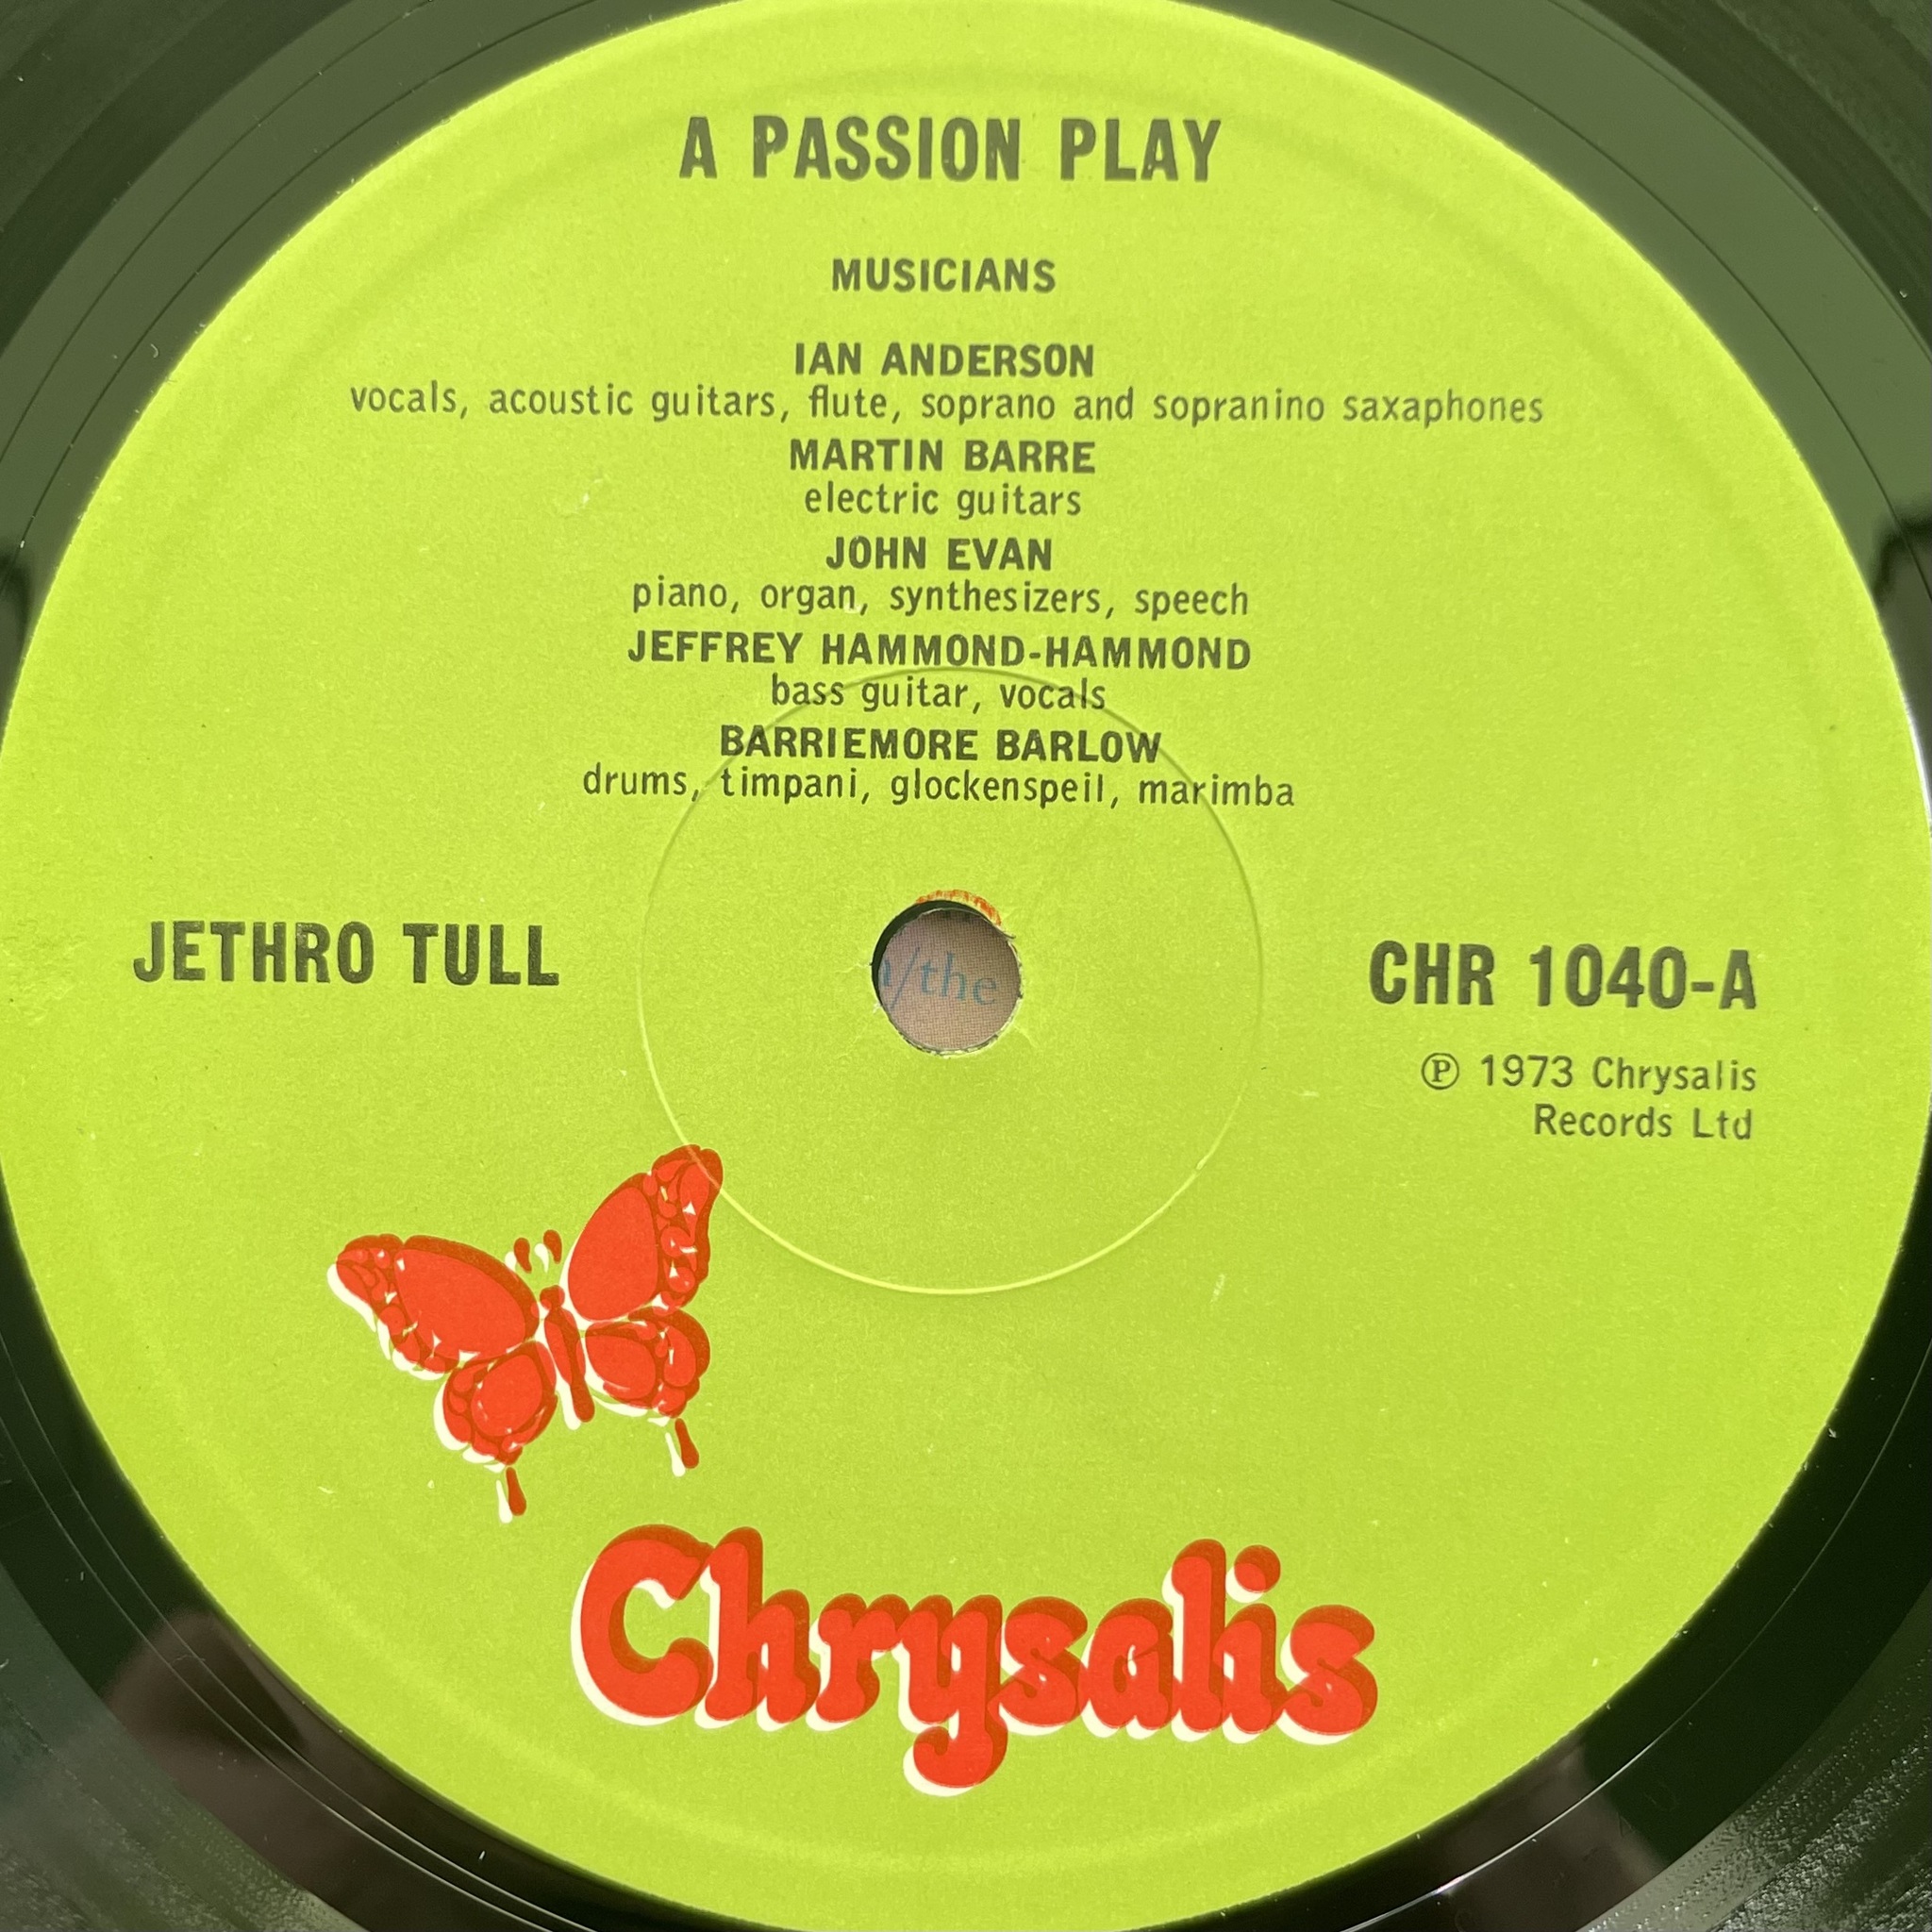 A PASSION PLAY
MUSICIANS
IAN ANDERSON
vocals, acoustic guitars, flute, soprano and sopranino saxaphones
MARTIN BARRE
electric guitars
JOHN EVAN
piano, organ, synthesizers, speech
JEFFREY HAMMOND-HAMMOND
bass guitar, vocals
BARRIEMORE BARLOW
drums, timpani, glockenspeil, marimba
JETHRO TULL
/the
CHR 1040-A
℗ 1973 Chrysalis
Records Ltd
Chrysalis